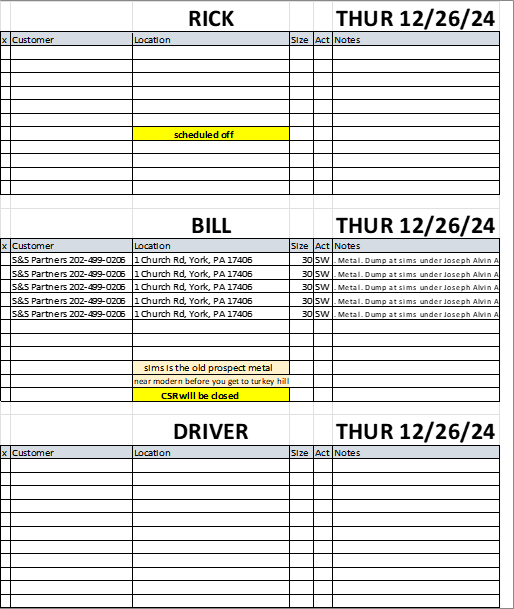 RICK THUR 12/26/24
x Customer Location Size Act Notes
scheduled off
BILL THUR 12/26/24
x Customer Location Size Act Notes
S&S Partners 202-499-0206 1 Church Rd, York, PA 17406 30 SW . Metal. Dump at sims under Joseph Alvin A
S&S Partners 202-499-0206 1 Church Rd, York, PA 17406 30 SW . Metal. Dump at sims under Joseph Alvin A
S&S Partners 202-499-0206 1 Church Rd, York, PA 17406 30 SW . Metal. Dump at sims under Joseph Alvin A
S&S Partners 202-499-0206 1 Church Rd, York, PA 17406 30 SW . Metal. Dump at sims under Joseph Alvin A
S&S Partners 202-499-0206 1 Church Rd, York, PA 17406 30 SW . Metal. Dump at sims under Joseph Alvin A
sims is the old prospect metal
near modern before you get to turkey hill
CSR will be closed
DRIVER THUR 12/26/24
x Customer Location Size Act Notes